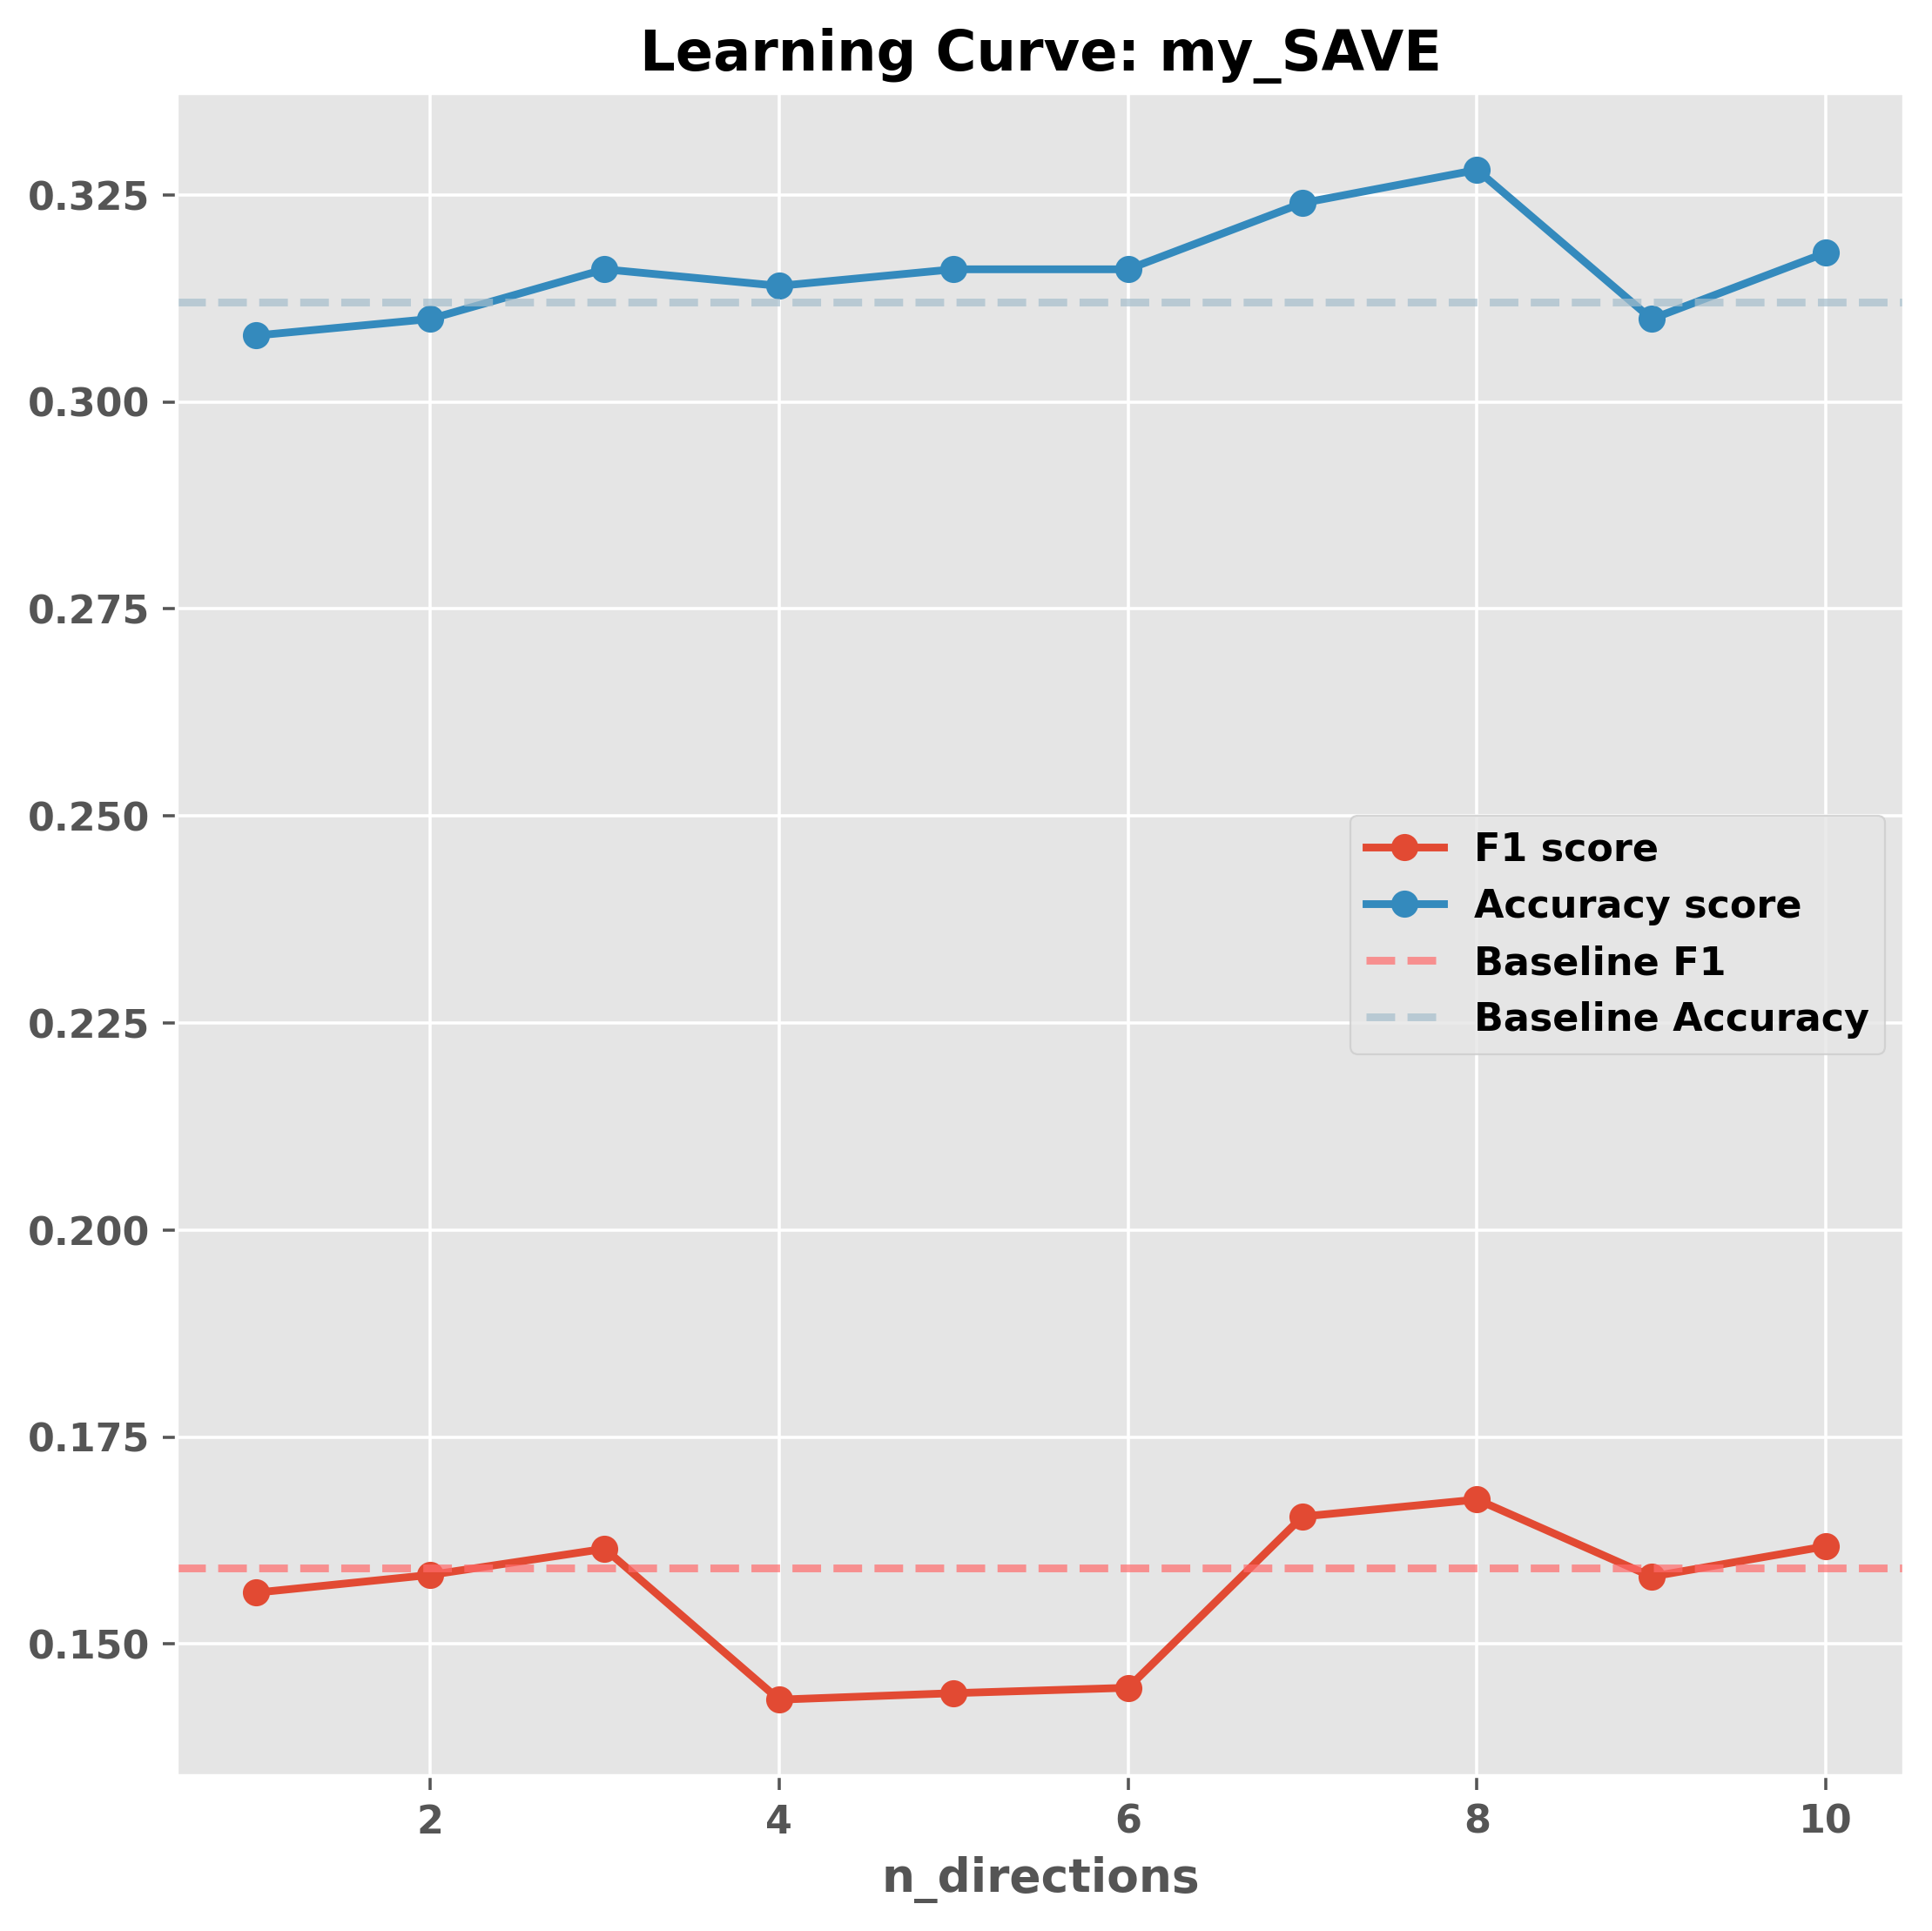 Learning Curve: my_SAVE
0.325
0.300
0.275
0.250
0.225
0.200
0.175
0.150
F1 score
Accuracy score
Baseline F1
Baseline Accuracy
2 4 6 8 10
n_directions